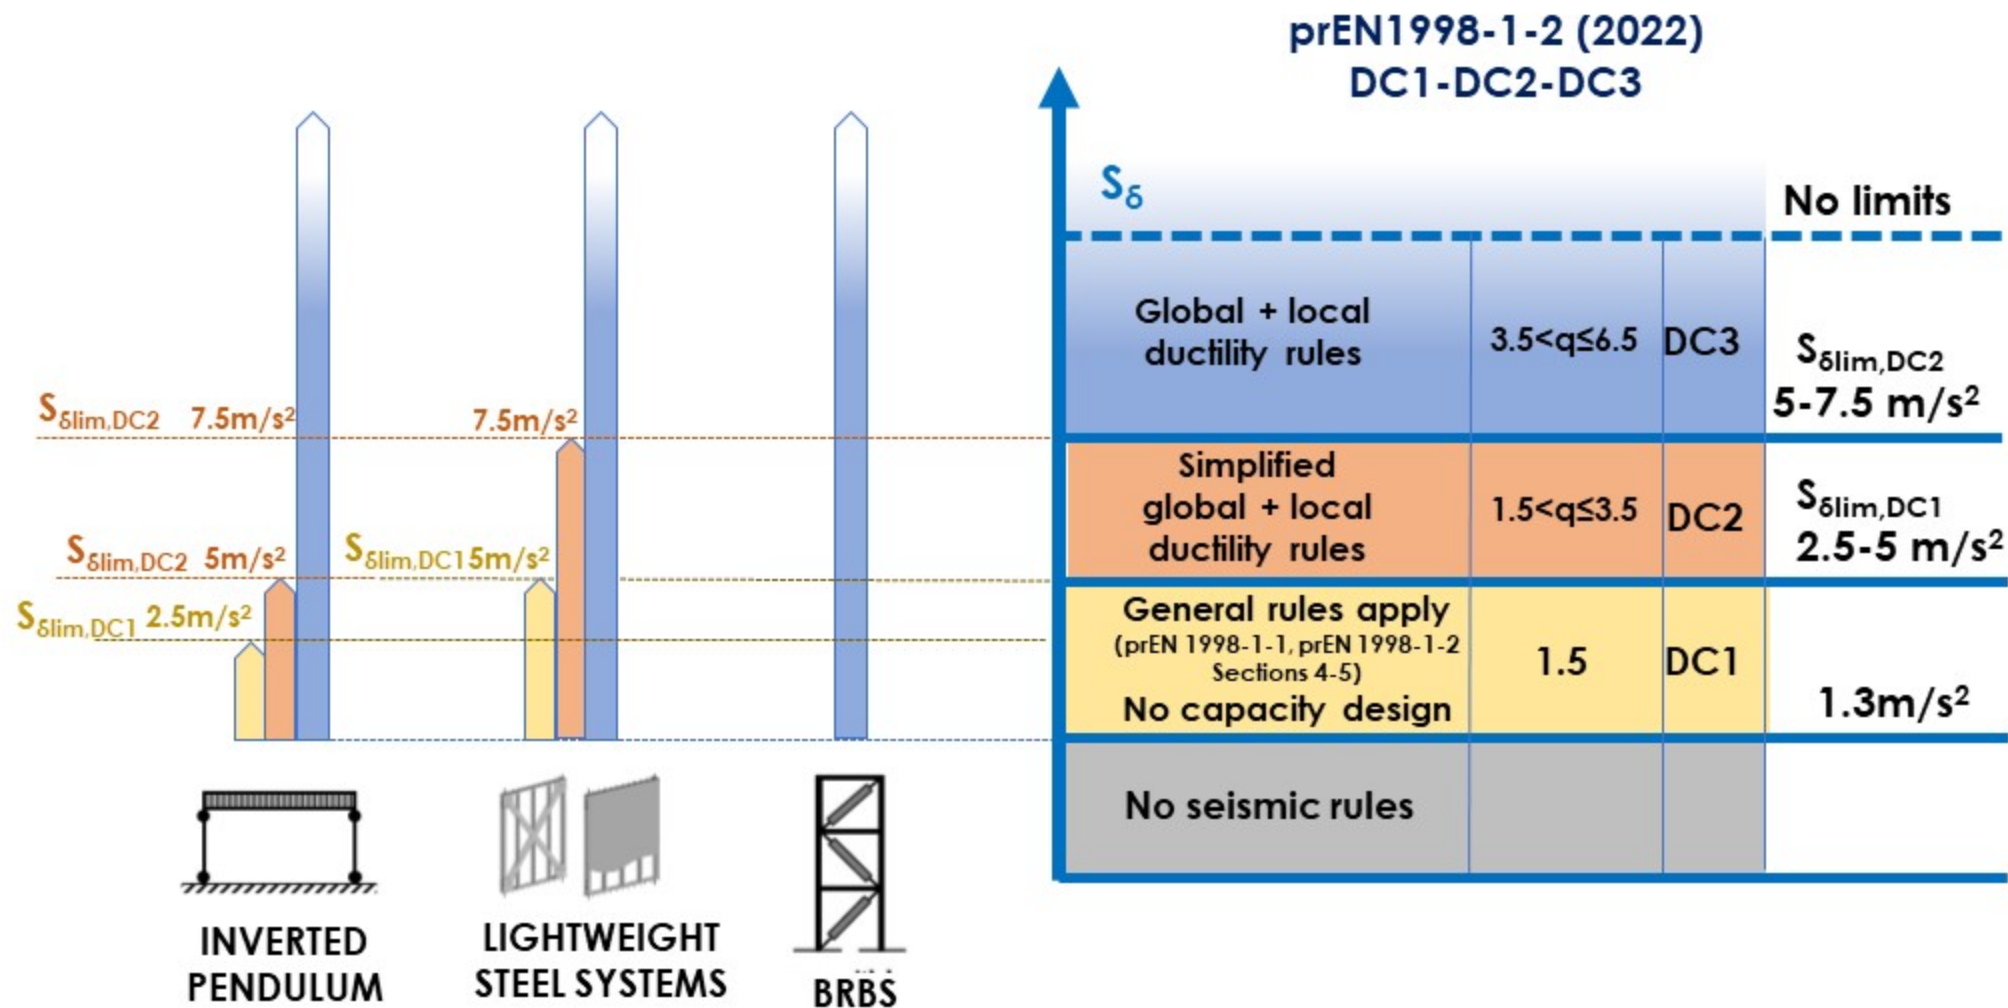 prEN1998-1-2 (2022)
DC1-DC2-DC3
Sδ
No limits
Global + local
ductility rules
3.5<q≤6.5
DC3
Sδlim,DC2
5-7.5 m/s²
Sδlim,DC2 7.5m/s²
7.5m/s²
Simplified
global + local
ductility rules
1.5<q≤3.5
DC2
Sδlim,DC1
2.5-5 m/s²
Sδlim,DC2 5m/s²
Sδlim,DC1 5m/s²
Sδlim,DC1 2.5m/s²
General rules apply
(prEN 1998-1-1, prEN 1998-1-2
Sections 4-5)
No capacity design
1.5
DC1
1.3m/s²
No seismic rules
INVERTED
PENDULUM
LIGHTWEIGHT
STEEL SYSTEMS
BRBS